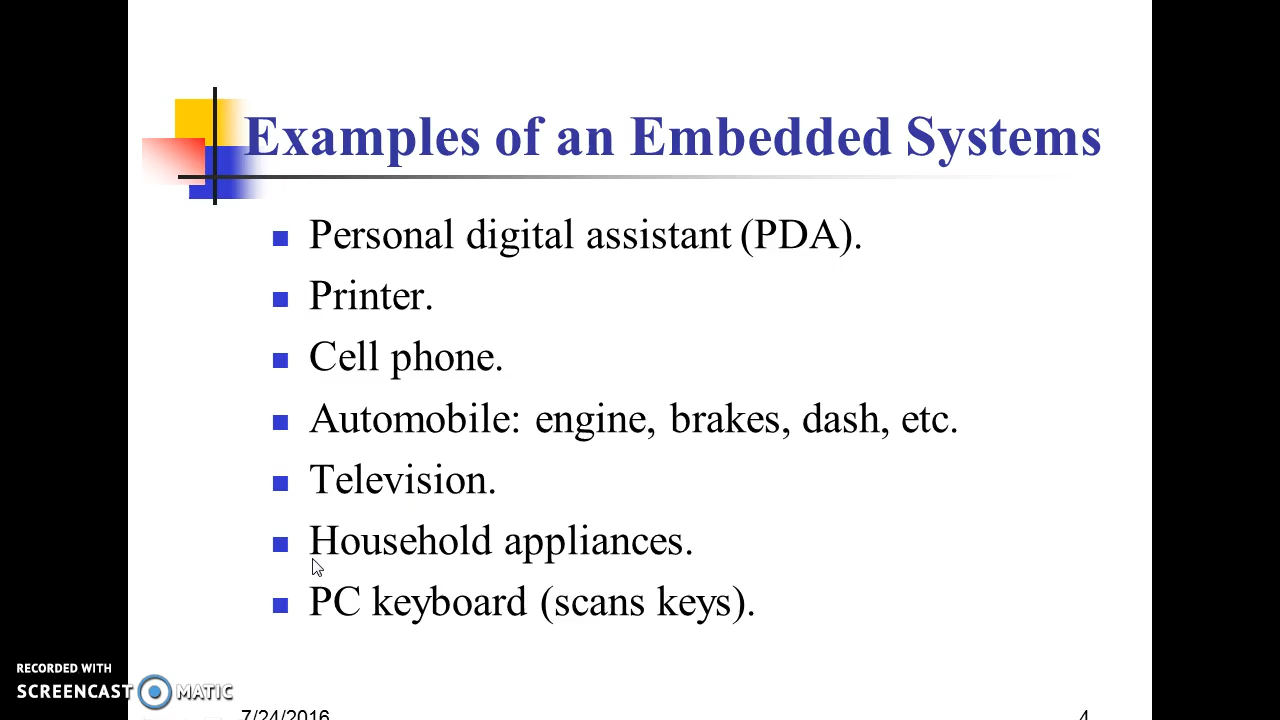 Examples of an Embedded Systems
Personal digital assistant (PDA).
Printer.
Cell phone.
Automobile: engine, brakes, dash, etc.
Television.
Household appliances.
PC keyboard (scans keys).
RECORDED WITH
SCREENCAST MATIC
7/24/2016
4